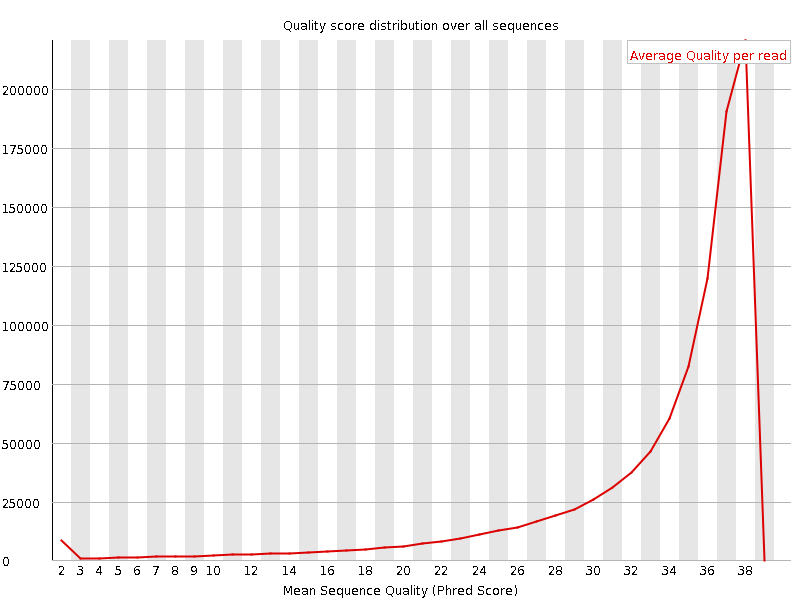 Quality score distribution over all sequences
Average Quality per read
200000
175000
150000
125000
100000
75000
50000
25000
0
2 3 4 5 6 7 8 9 10 12 14 16 18 20 22 24 26 28 30 32 34 36 38
Mean Sequence Quality (Phred Score)